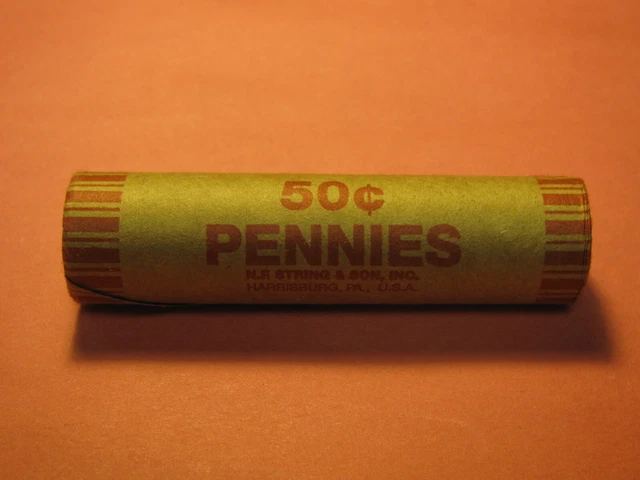 50¢
PENNIES
N.F. STRING & SON, INC.
HARRISBURG, PA., U.S.A.